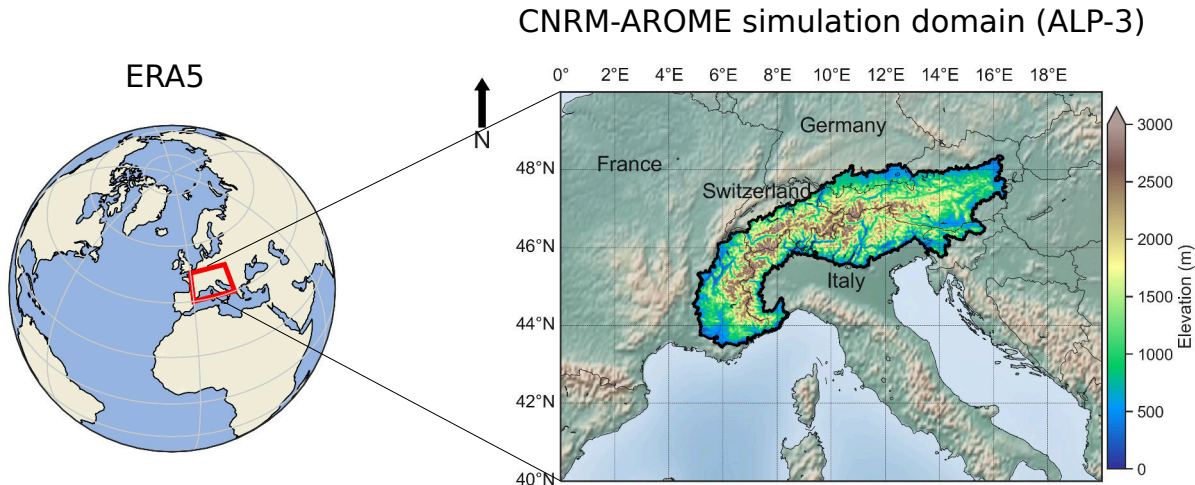 CNRM-AROME simulation domain (ALP-3)
ERA5
N
0° 2°E 4°E 6°E 8°E 10°E 12°E 14°E 16°E 18°E
48°N
46°N
44°N
42°N
40°N
Germany
France
Switzerland
Italy
3000
2500
2000
1500
1000
500
0
Elevation (m)